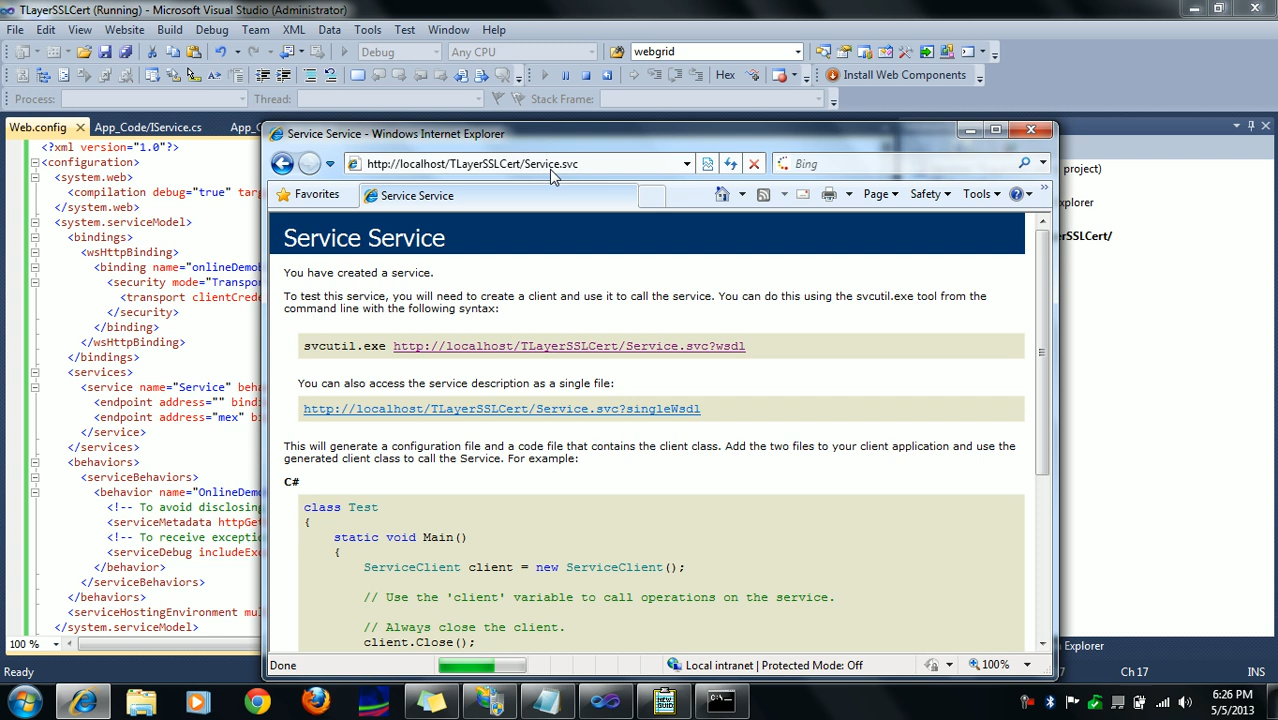 TLayerSSLCert (Running) - Microsoft Visual Studio (Administrator)
File Edit View Website Build Debug Team XML Data Tools Test Window Help
Debug Any CPU webgrid
Hex Install Web Components
Process: Thread: Stack Frame:
Web.config App_Code/IService.cs App_C
<?xml version="1.0"?>
<configuration>
<system.web>
<compilation debug="true" targ
</system.web>
<system.serviceModel>
<bindings>
<wsHttpBinding>
<binding name="onlineDemob
<security mode="Transpo
<transport clientCrede
</security>
</binding>
</wsHttpBinding>
</bindings>
<services>
<service name="Service" beha
<endpoint address="" bindi
<endpoint address="mex" b
</service>
</services>
<behaviors>
<serviceBehaviors>
<behavior name="OnlineDemo
<!-- To avoid disclosing
<serviceMetadata httpGet
<!-- To receive exceptio
<serviceDebug includeExc
</behavior>
</serviceBehaviors>
</behaviors>
<serviceHostingEnvironment mul
</system.serviceModel>
100 %
Service Service - Windows Internet Explorer
http://localhost/TLayerSSLCert/Service.svc Bing
Favorites Service Service Page Safety Tools
Service Service
You have created a service.
To test this service, you will need to create a client and use it to call the service. You can do this using the svcutil.exe tool from the
command line with the following syntax:
svcutil.exe http://localhost/TLayerSSLCert/Service.svc?wsdl
You can also access the service description as a single file:
http://localhost/TLayerSSLCert/Service.svc?singleWsdl
This will generate a configuration file and a code file that contains the client class. Add the two files to your client application and use the
generated client class to call the Service. For example:
C#
class Test
{
static void Main()
{
ServiceClient client = new ServiceClient();
// Use the 'client' variable to call operations on the service.
// Always close the client.
client.Close();
Done Local intranet | Protected Mode: Off 100%
project)
xplorer
erSSLCert/
Explorer
Ready Ch 17 INS
C:\
NEW GUID
6:26 PM
5/5/2013